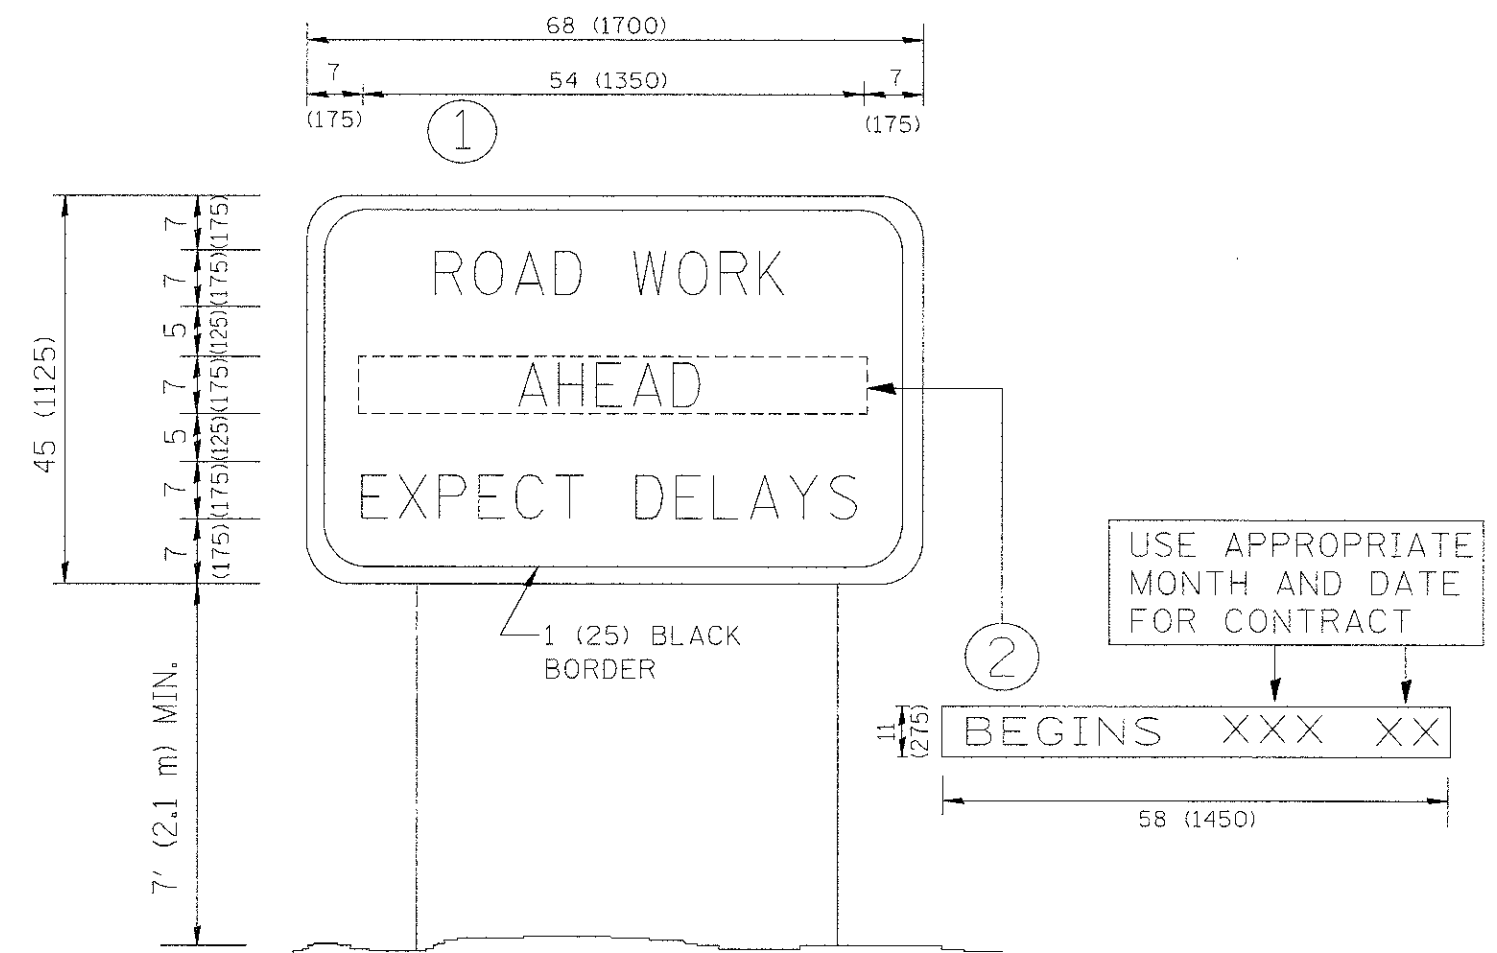 68 (1700)
7 54 (1350) 7
(175) (175)
1
7 (175)
7 (175)
5 (125)
7 (175)
5 (125)
7 (175)
7 (175)
45 (1125)
ROAD WORK
AHEAD
EXPECT DELAYS
1 (25) BLACK
BORDER
7' (2.1 m) MIN.
2
USE APPROPRIATE
MONTH AND DATE
FOR CONTRACT
11 (275)
BEGINS XXX XX
58 (1450)